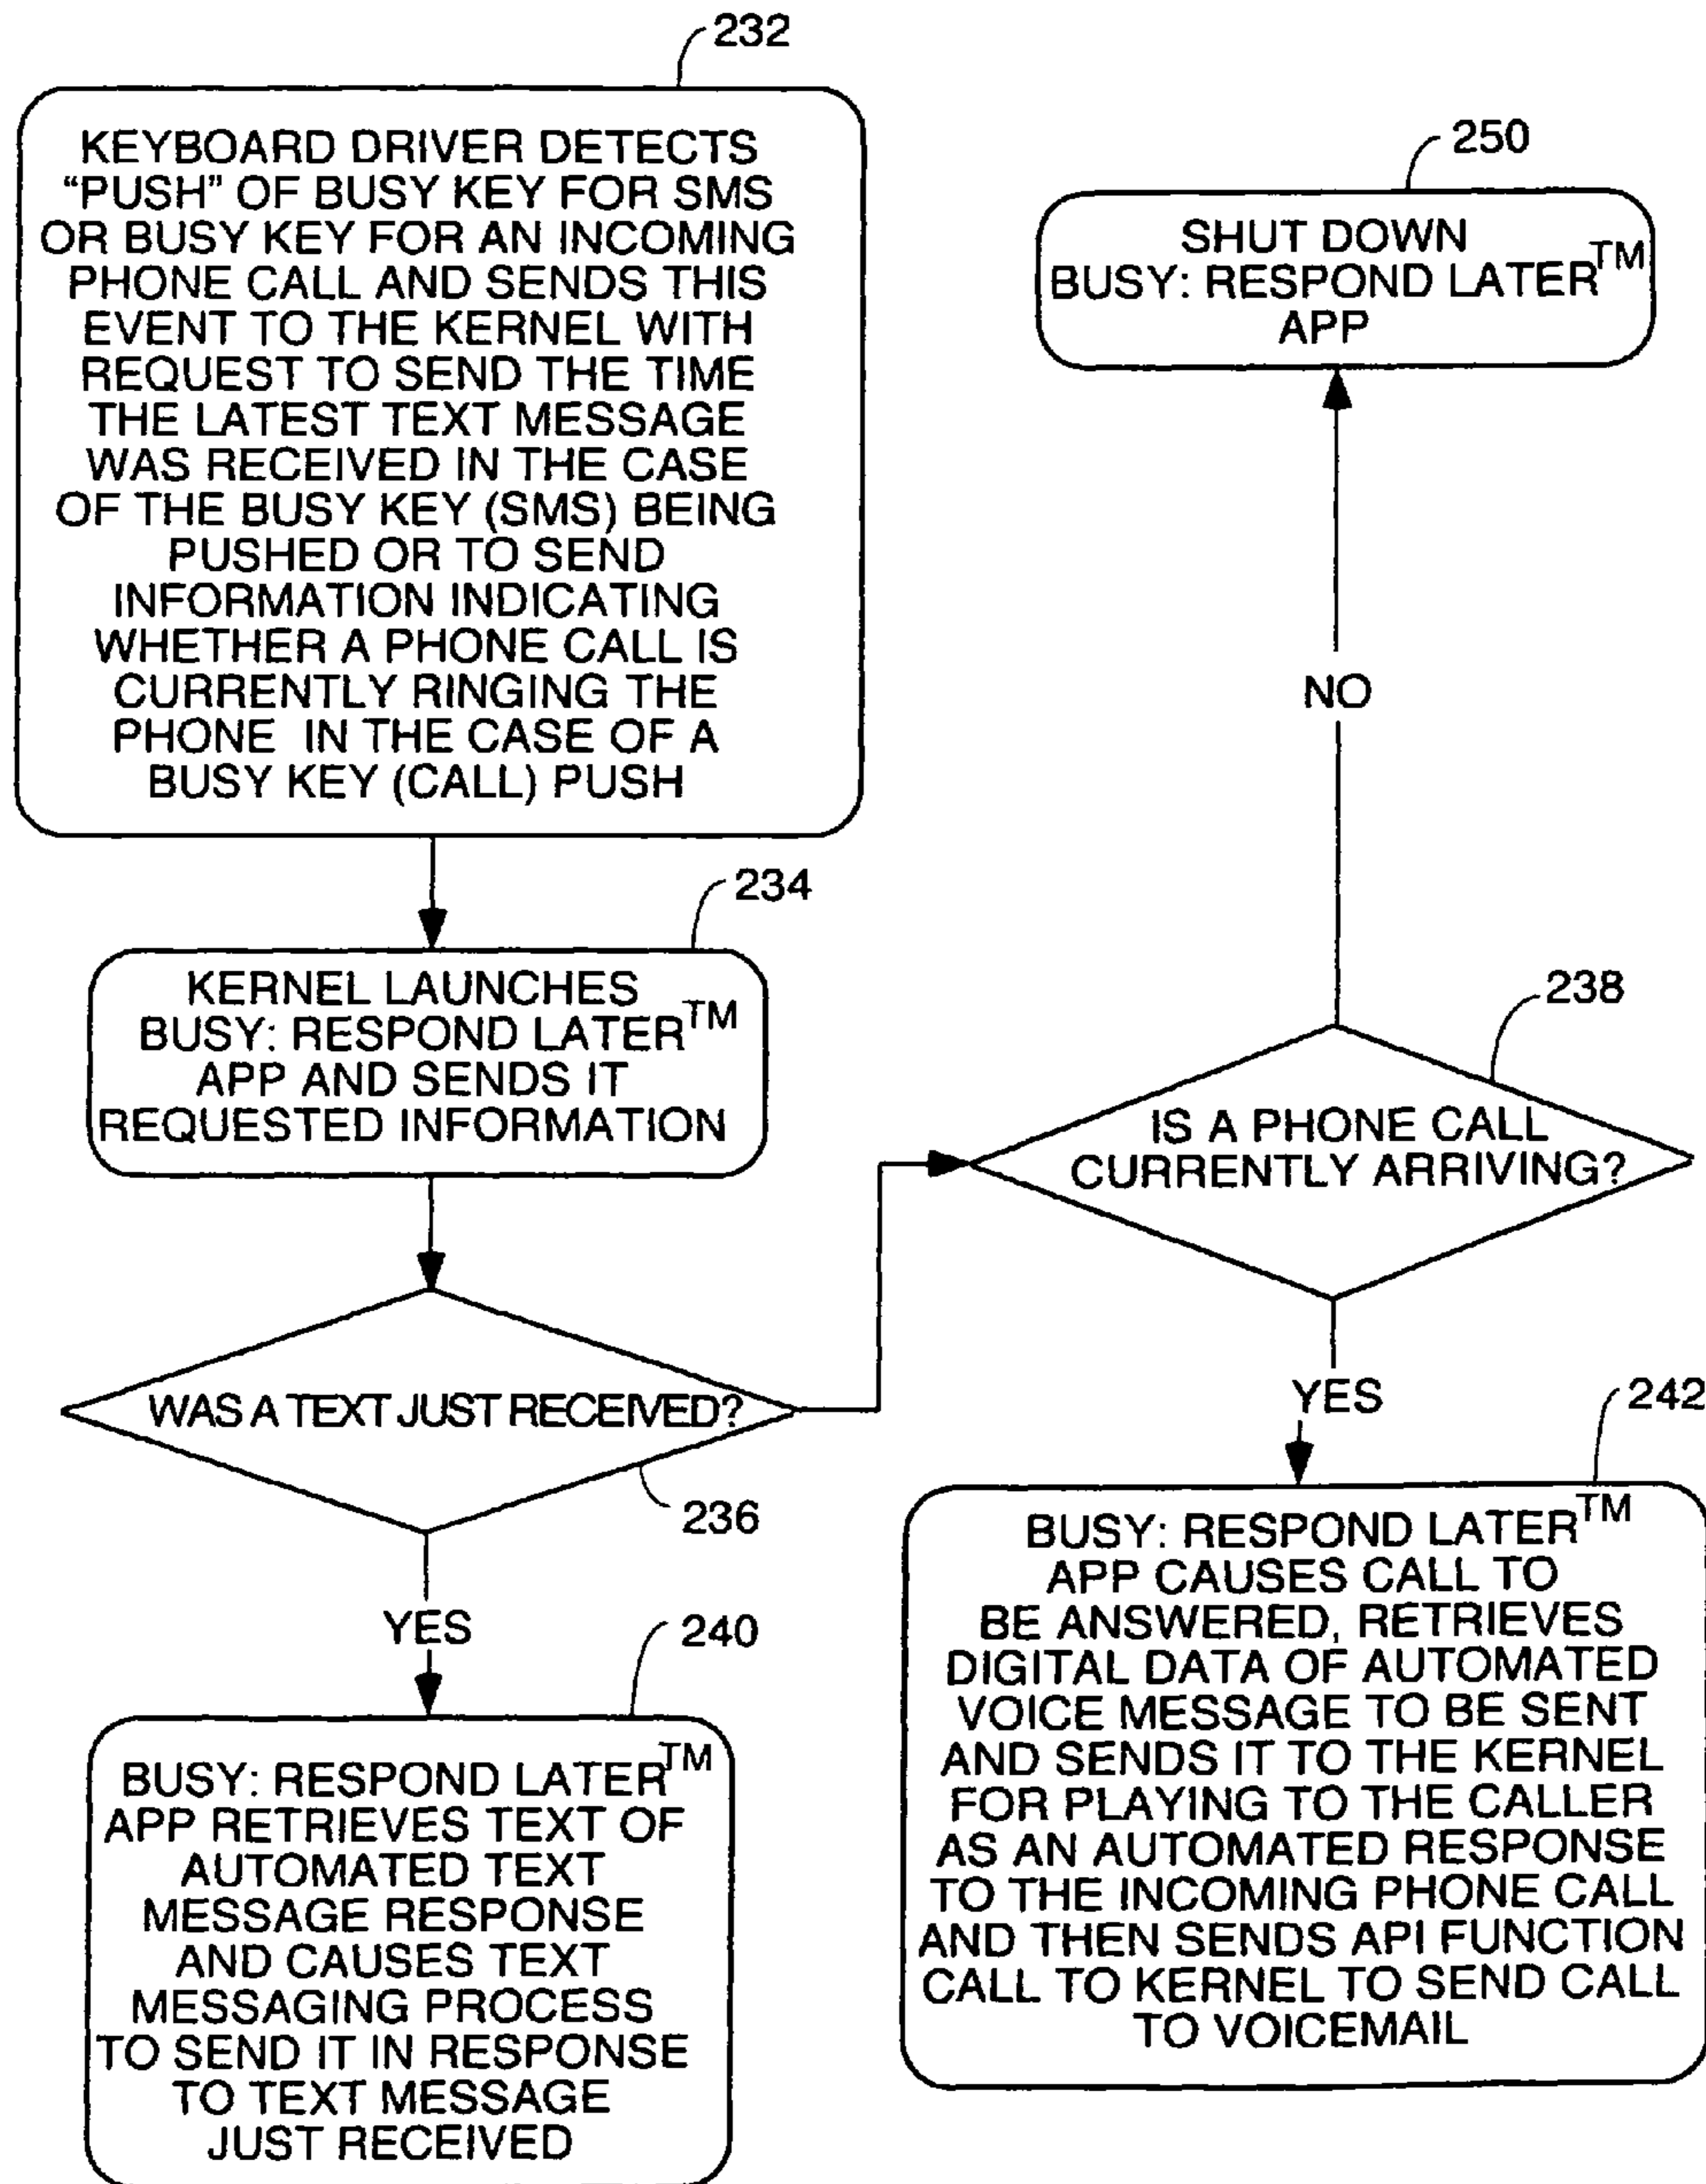 232
KEYBOARD DRIVER DETECTS
“PUSH” OF BUSY KEY FOR SMS
OR BUSY KEY FOR AN INCOMING
PHONE CALL AND SENDS THIS
EVENT TO THE KERNEL WITH
REQUEST TO SEND THE TIME
THE LATEST TEXT MESSAGE
WAS RECEIVED IN THE CASE
OF THE BUSY KEY (SMS) BEING
PUSHED OR TO SEND
INFORMATION INDICATING
WHETHER A PHONE CALL IS
CURRENTLY RINGING THE
PHONE IN THE CASE OF A
BUSY KEY (CALL) PUSH
234
KERNEL LAUNCHES
BUSY: RESPOND LATER™
APP AND SENDS IT
REQUESTED INFORMATION
WAS A TEXT JUST RECEIVED?
236
YES
240
BUSY: RESPOND LATER™
APP RETRIEVES TEXT OF
AUTOMATED TEXT
MESSAGE RESPONSE
AND CAUSES TEXT
MESSAGING PROCESS
TO SEND IT IN RESPONSE
TO TEXT MESSAGE
JUST RECEIVED
250
SHUT DOWN
BUSY: RESPOND LATER™
APP
NO
238
IS A PHONE CALL
CURRENTLY ARRIVING?
YES
242
BUSY: RESPOND LATER™
APP CAUSES CALL TO
BE ANSWERED, RETRIEVES
DIGITAL DATA OF AUTOMATED
VOICE MESSAGE TO BE SENT
AND SENDS IT TO THE KERNEL
FOR PLAYING TO THE CALLER
AS AN AUTOMATED RESPONSE
TO THE INCOMING PHONE CALL
AND THEN SENDS API FUNCTION
CALL TO KERNEL TO SEND CALL
TO VOICEMAIL